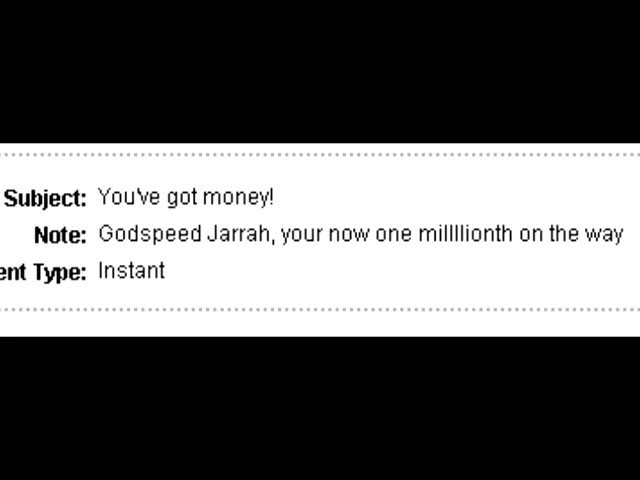 Subject: You've got money!
Note: Godspeed Jarrah, your now one millllionth on the way
ent Type: Instant